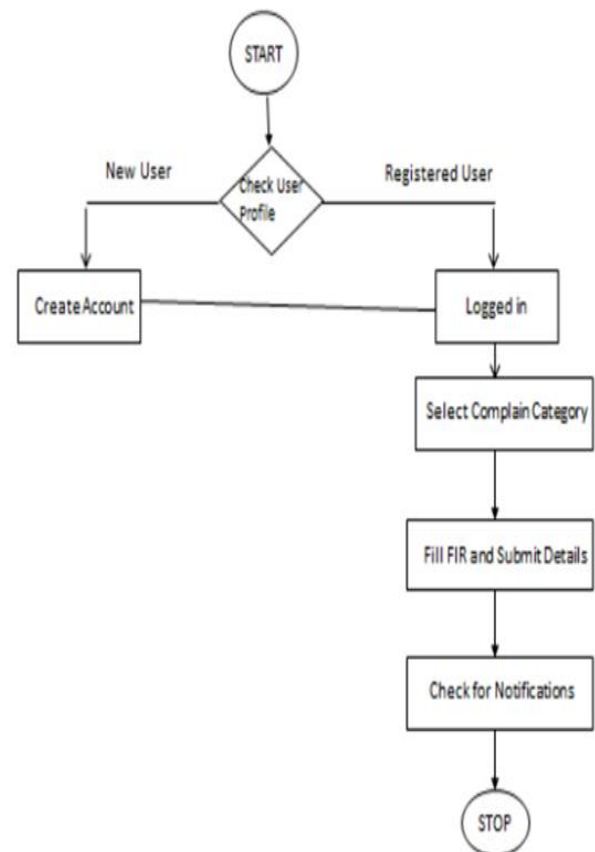 START
New User
Registered User
Check User
Profile
Create Account
Logged in
Select Complain Category
Fill FIR and Submit Details
Check for Notifications
STOP